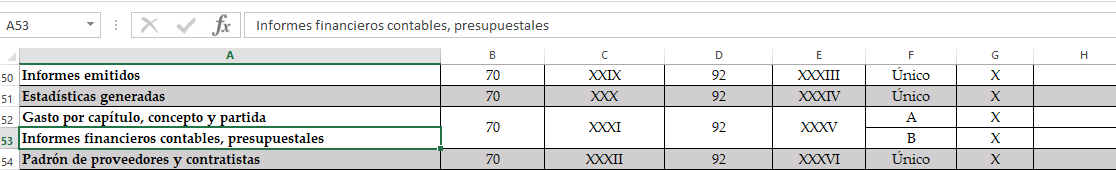 A53 fx Informes financieros contables, presupuestales
A B C D E F G H
50 Informes emitidos 70 XXIX 92 XXXIII Único X
51 Estadísticas generadas 70 XXX 92 XXXIV Único X
52 Gasto por capítulo, concepto y partida 70 XXXI 92 XXXV A X
53 Informes financieros contables, presupuestales B X
54 Padrón de proveedores y contratistas 70 XXXII 92 XXXVI Único X